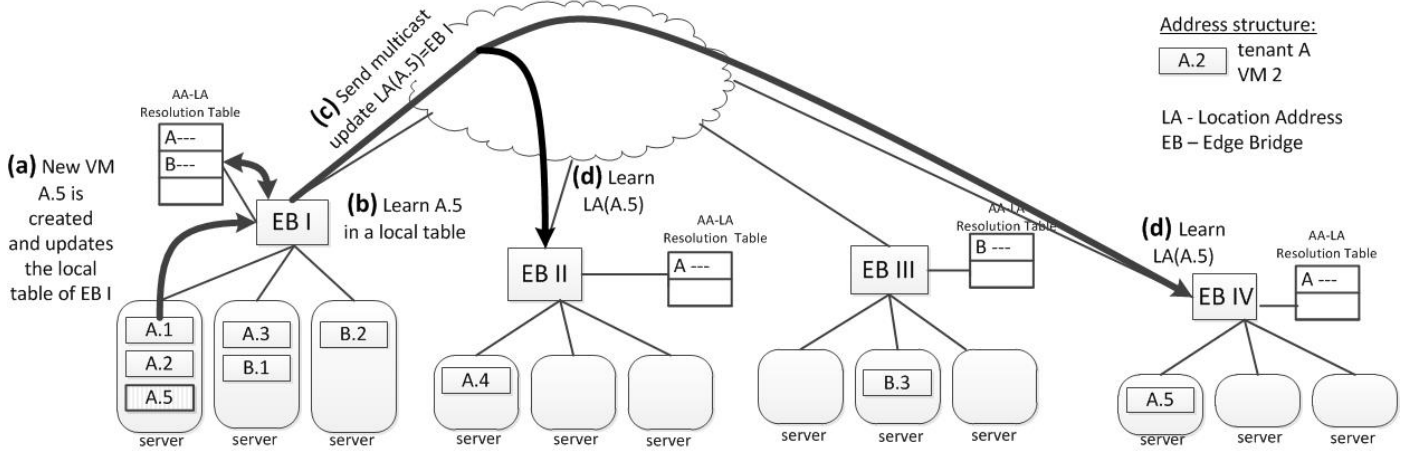 (a) New VM
A.5 is
created
and updates
the local
table of EB I
AA-LA
Resolution Table
A---
B---
(c) Send multicast
update LA(A.5)=EB I
EB I
(b) Learn A.5
in a local table
A.1
A.2
A.5
server
A.3
B.1
server
B.2
server
(d) Learn
LA(A.5)
EB II
AA-LA
Resolution Table
A ---
A.4
server
server
server
EB III
AA-LA
Resolution Table
B ---
server
B.3
server
server
(d) Learn
LA(A.5)
EB IV
AA-LA
Resolution Table
A ---
A.5
server
server
server
Address structure:
A.2
tenant A
VM 2
LA - Location Address
EB – Edge Bridge